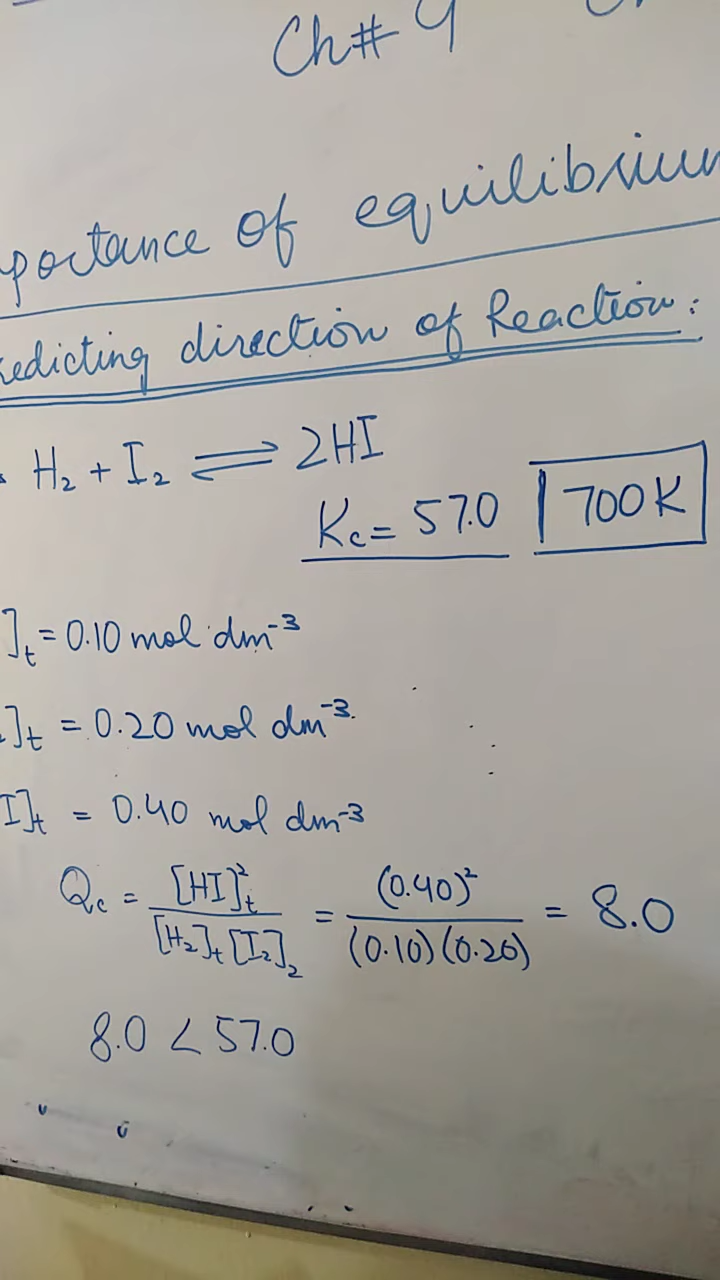 Ch# 9
portance of equilibrium
edicting direction of Reaction:
H₂ + I₂ ⇌ 2HI
Kc = 57.0 | 700K
]t = 0.10 mol dm⁻³
]t = 0.20 mol dm⁻³.
I]t = 0.40 mol dm⁻³
Qc = [HI]²t / [H₂]t [I₂]₂ = (0.40)² / (0.10)(0.20) = 8.0
8.0 < 57.0